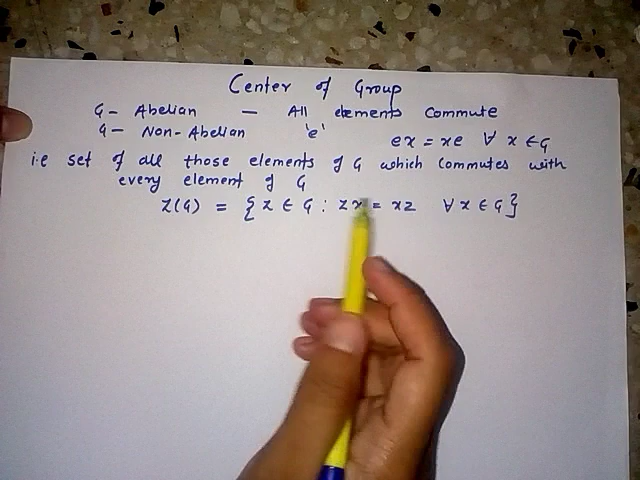 Center of Group
G - Abelian — All elements Commute
G - Non-Abelian 'e' ex = xe ∀ x ∈ G
i.e set of all those elements of G which commutes with
every element of G
Z(G) = {z ∈ G : zx = xz ∀ x ∈ G}